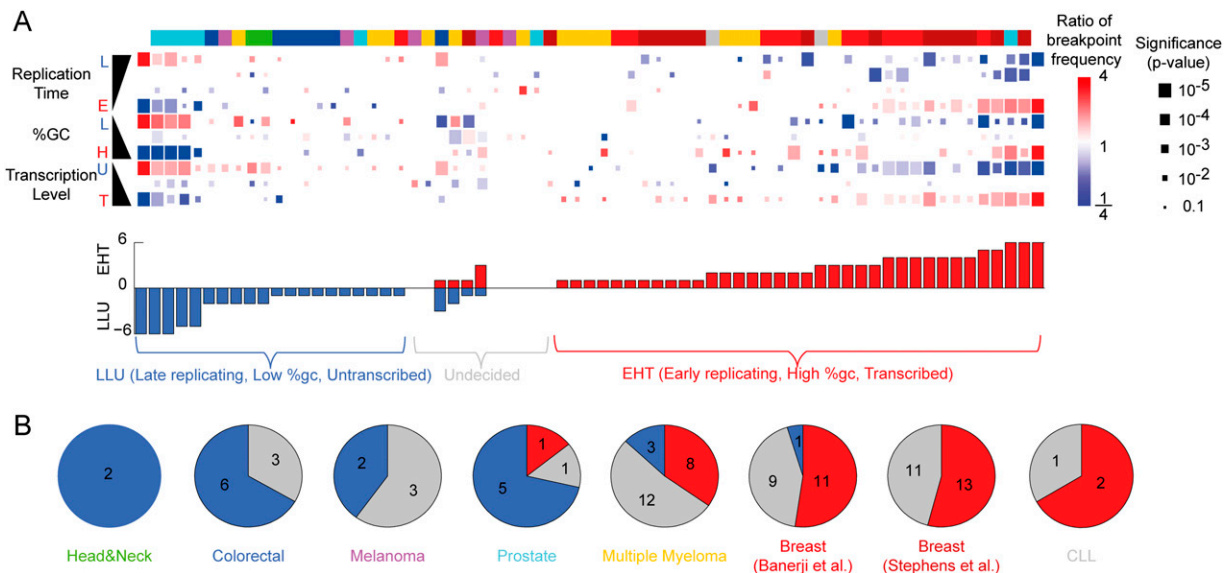 A
Ratio of
breakpoint
frequency
Significance
(p-value)
Replication
Time
L
E
%GC
L
H
Transcription
Level
U
T
4
1
1
4
10-5
10-4
10-3
10-2
0.1
EHT
LLU
6
0
−6
LLU (Late replicating, Low %gc, Untranscribed)
Undecided
EHT (Early replicating, High %gc, Transcribed)
B
2
3
6
2
3
1
1
5
3
8
12
1
9
11
11
13
1
2
Head&Neck
Colorectal
Melanoma
Prostate
Multiple Myeloma
Breast
(Banerji et al.)
Breast
(Stephens et al.)
CLL